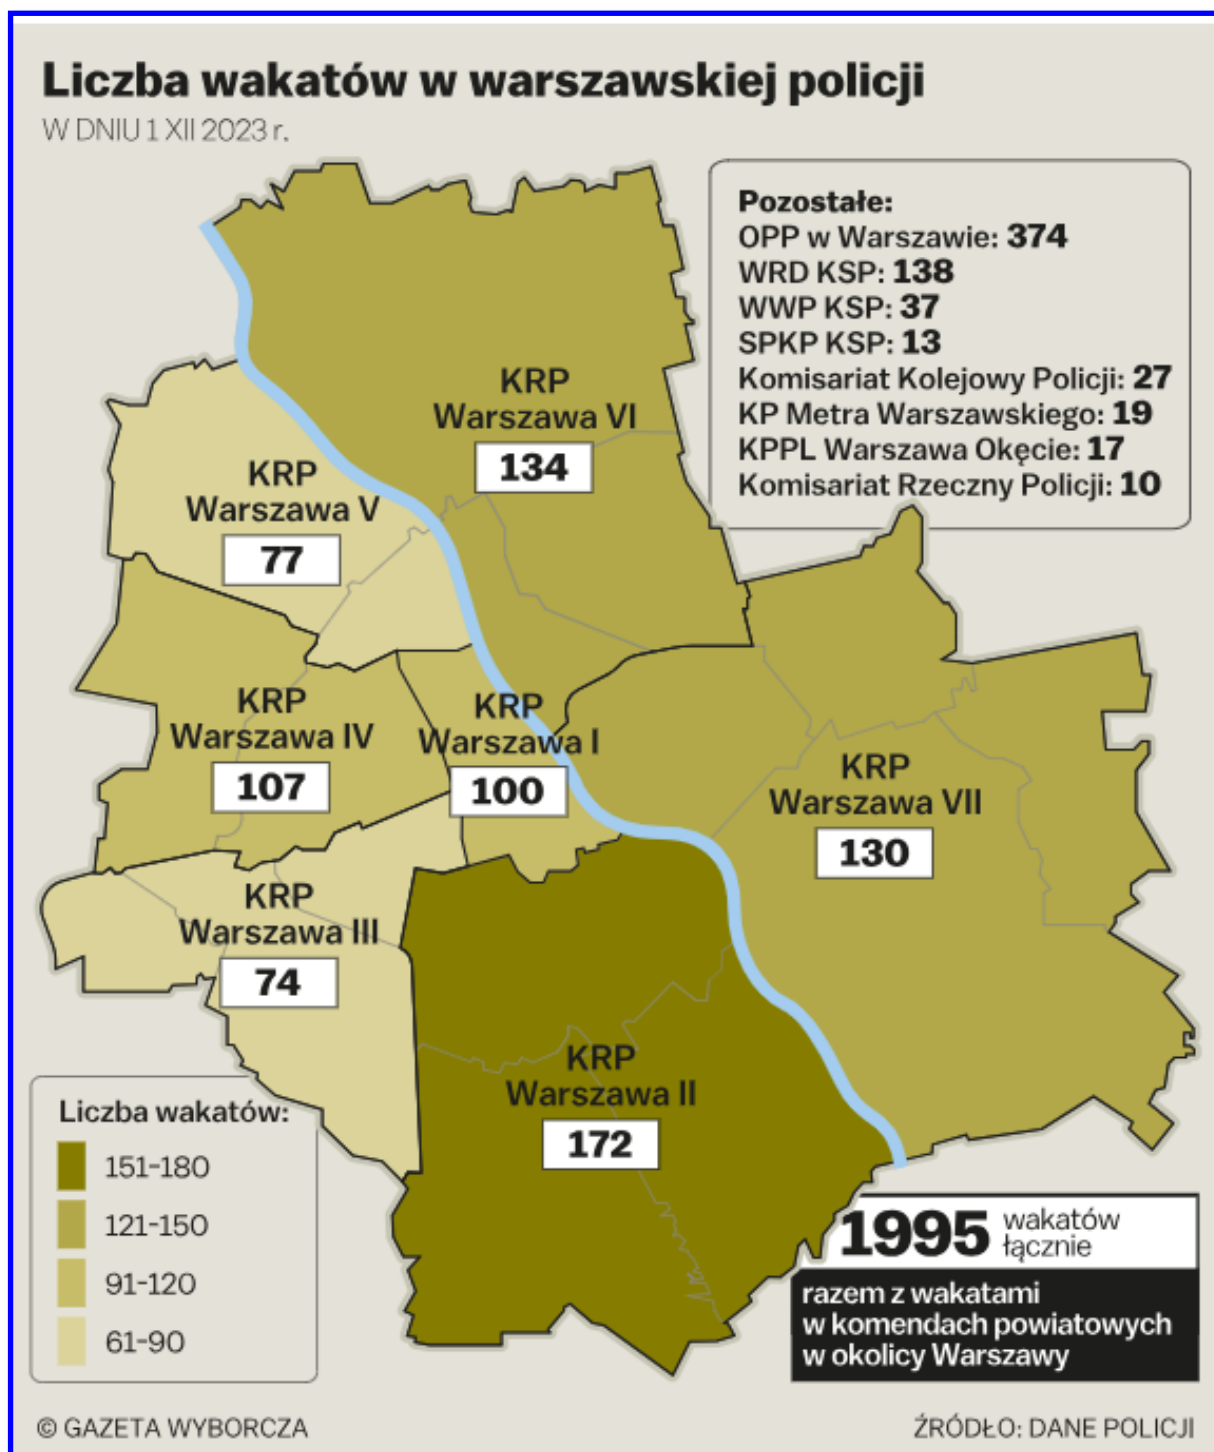 Liczba wakatów w warszawskiej policji
W DNIU 1 XII 2023 r.
Pozostałe:
OPP w Warszawie: 374
WRD KSP: 138
WWP KSP: 37
SPKP KSP: 13
Komisariat Kolejowy Policji: 27
KP Metra Warszawskiego: 19
KPPL Warszawa Okęcie: 17
Komisariat Rzeczny Policji: 10
KRP
Warszawa VI
134
KRP
Warszawa V
77
KRP
Warszawa IV
107
KRP
Warszawa I
100
KRP
Warszawa VII
130
KRP
Warszawa III
74
KRP
Warszawa II
172
Liczba wakatów:
151-180
121-150
91-120
61-90
1995 wakatów
łącznie
razem z wakatami
w komendach powiatowych
w okolicy Warszawy
© GAZETA WYBORCZA
ŹRÓDŁO: DANE POLICJI